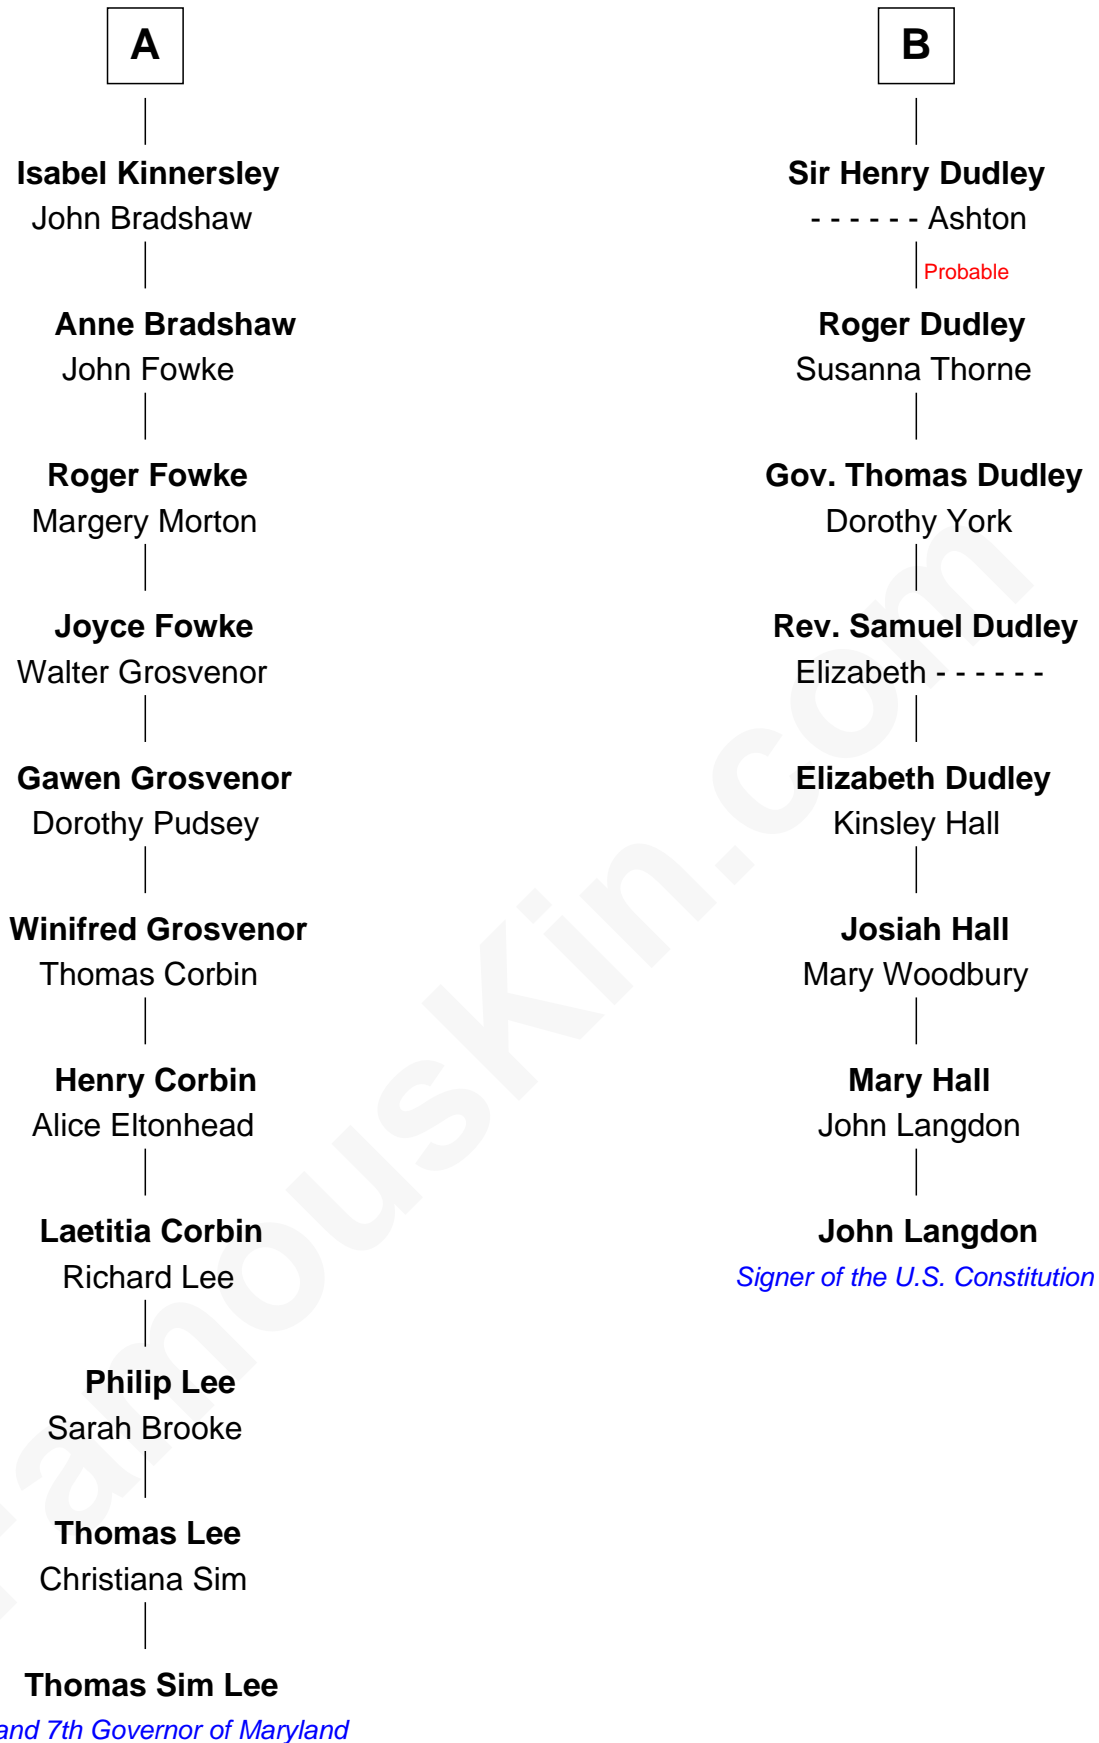 A
Isabel Kinnersley
John Bradshaw
Anne Bradshaw
John Fowke
Roger Fowke
Margery Morton
Joyce Fowke
Walter Grosvenor
Gawen Grosvenor
Dorothy Pudsey
Winifred Grosvenor
Thomas Corbin
Henry Corbin
Alice Eltonhead
Laetitia Corbin
Richard Lee
Philip Lee
Sarah Brooke
Thomas Lee
Christiana Sim
Thomas Sim Lee
and 7th Governor of Maryland
B
Sir Henry Dudley
- - - - - - Ashton
Probable
Roger Dudley
Susanna Thorne
Gov. Thomas Dudley
Dorothy York
Rev. Samuel Dudley
Elizabeth - - - - - -
Elizabeth Dudley
Kinsley Hall
Josiah Hall
Mary Woodbury
Mary Hall
John Langdon
John Langdon
Signer of the U.S. Constitution
FamousKin.com